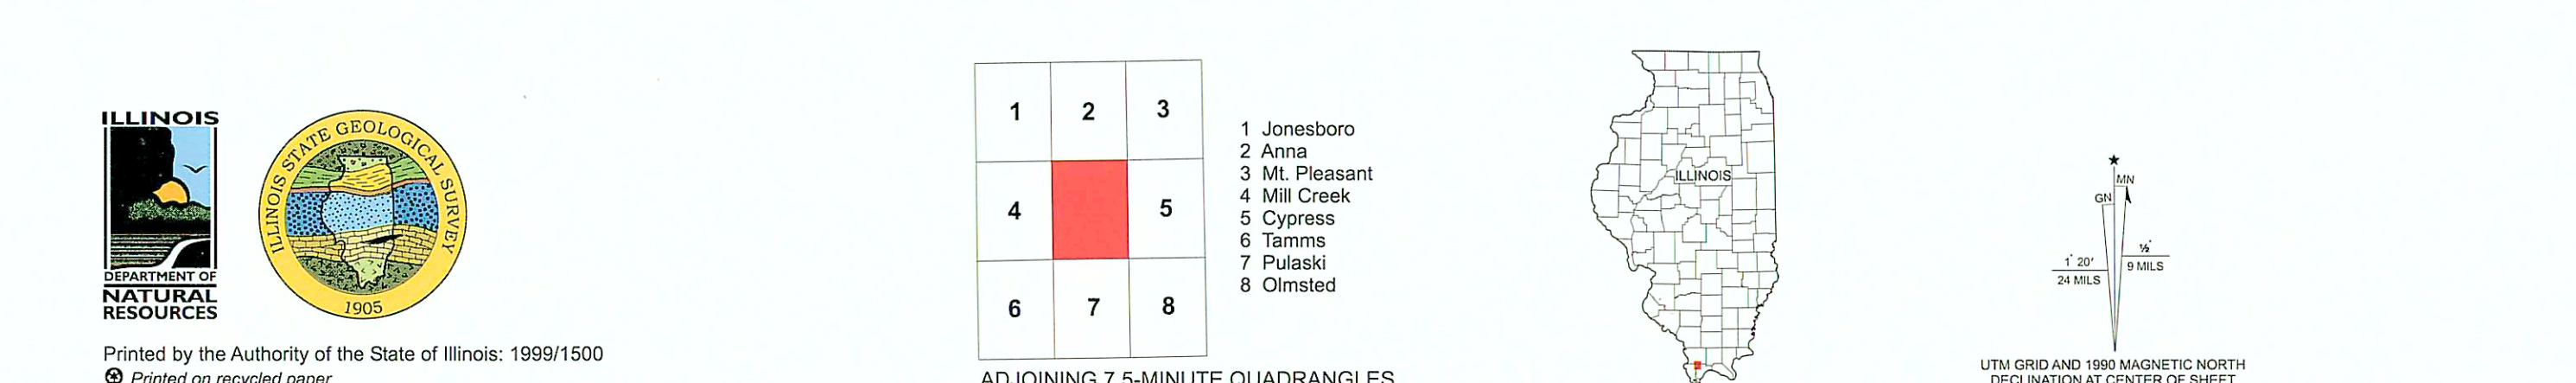 ILLINOIS
DEPARTMENT OF
NATURAL
RESOURCES
ILLINOIS STATE GEOLOGICAL SURVEY
1905
Printed by the Authority of the State of Illinois: 1999/1500
Printed on recycled paper
1 2 3
4 5
6 7 8
1 Jonesboro
2 Anna
3 Mt. Pleasant
4 Mill Creek
5 Cypress
6 Tamms
7 Pulaski
8 Olmsted
ADJOINING 7.5-MINUTE QUADRANGLES
ILLINOIS
MN
GN
½°
9 MILS
1° 20′
24 MILS
UTM GRID AND 1990 MAGNETIC NORTH
DECLINATION AT CENTER OF SHEET